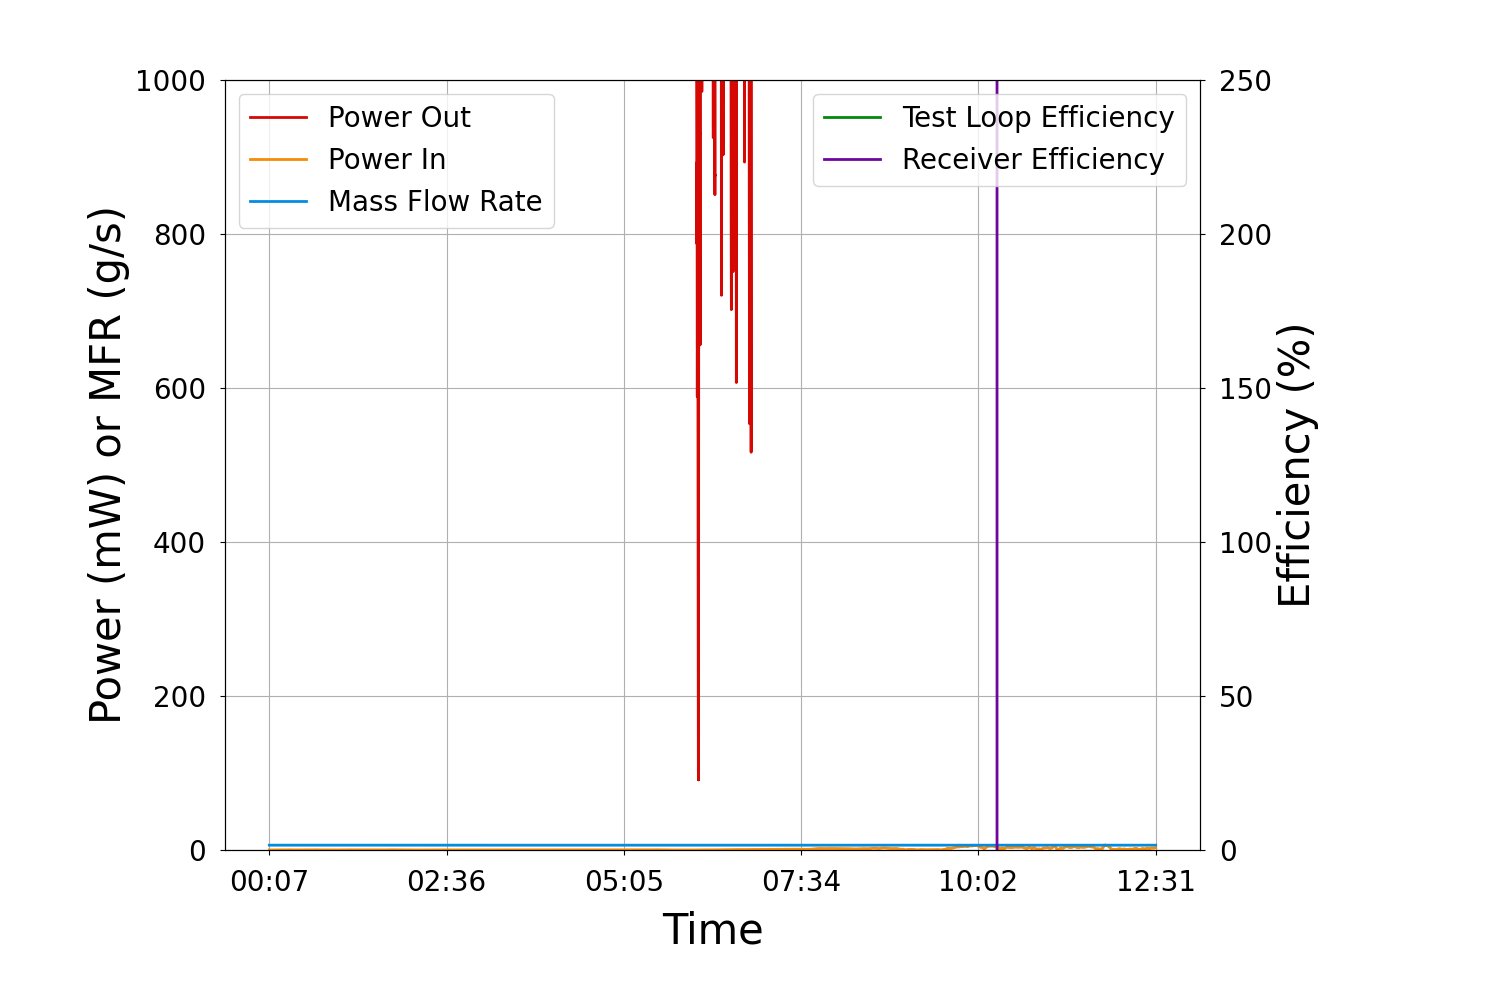 1000
800
600
400
200
0
Power (mW) or MFR (g/s)
Power Out
Power In
Mass Flow Rate
Test Loop Efficiency
Receiver Efficiency
250
200
150
100
50
0
Efficiency (%)
00:07 02:36 05:05 07:34 10:02 12:31
Time